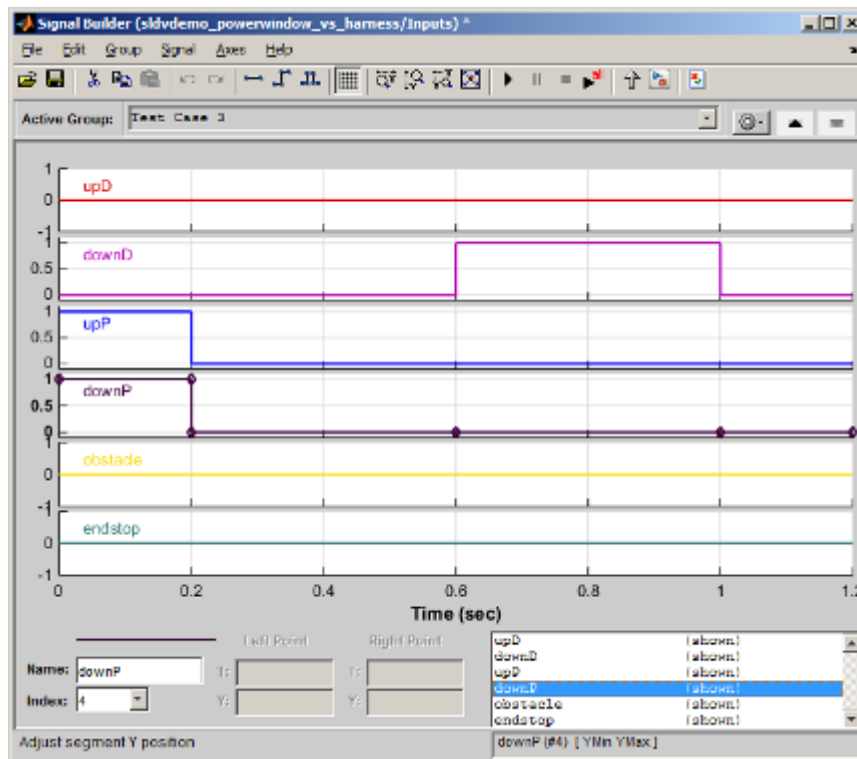 Signal Builder (sldvdemo_powerwindow_vs_harness/Inputs) *
File Edit Group Signal Axes Help
Active Group: Test Case 3
1
upD
0
-1
1
downD
0.5
0
1
upP
0.5
0
1
downP
0.5
0
1
obstacle
0
-1
1
endstop
0
-1
0 0.2 0.4 0.6 0.8 1 1.2
Time (sec)
Left Point Right Point
Name: downP T: T:
Index: 4 Y: Y:
upD (shown)
downD (shown)
upP (shown)
downP (shown)
obstacle (shown)
endstop (shown)
Adjust segment Y position
downP (#4) [ YMin YMax ]